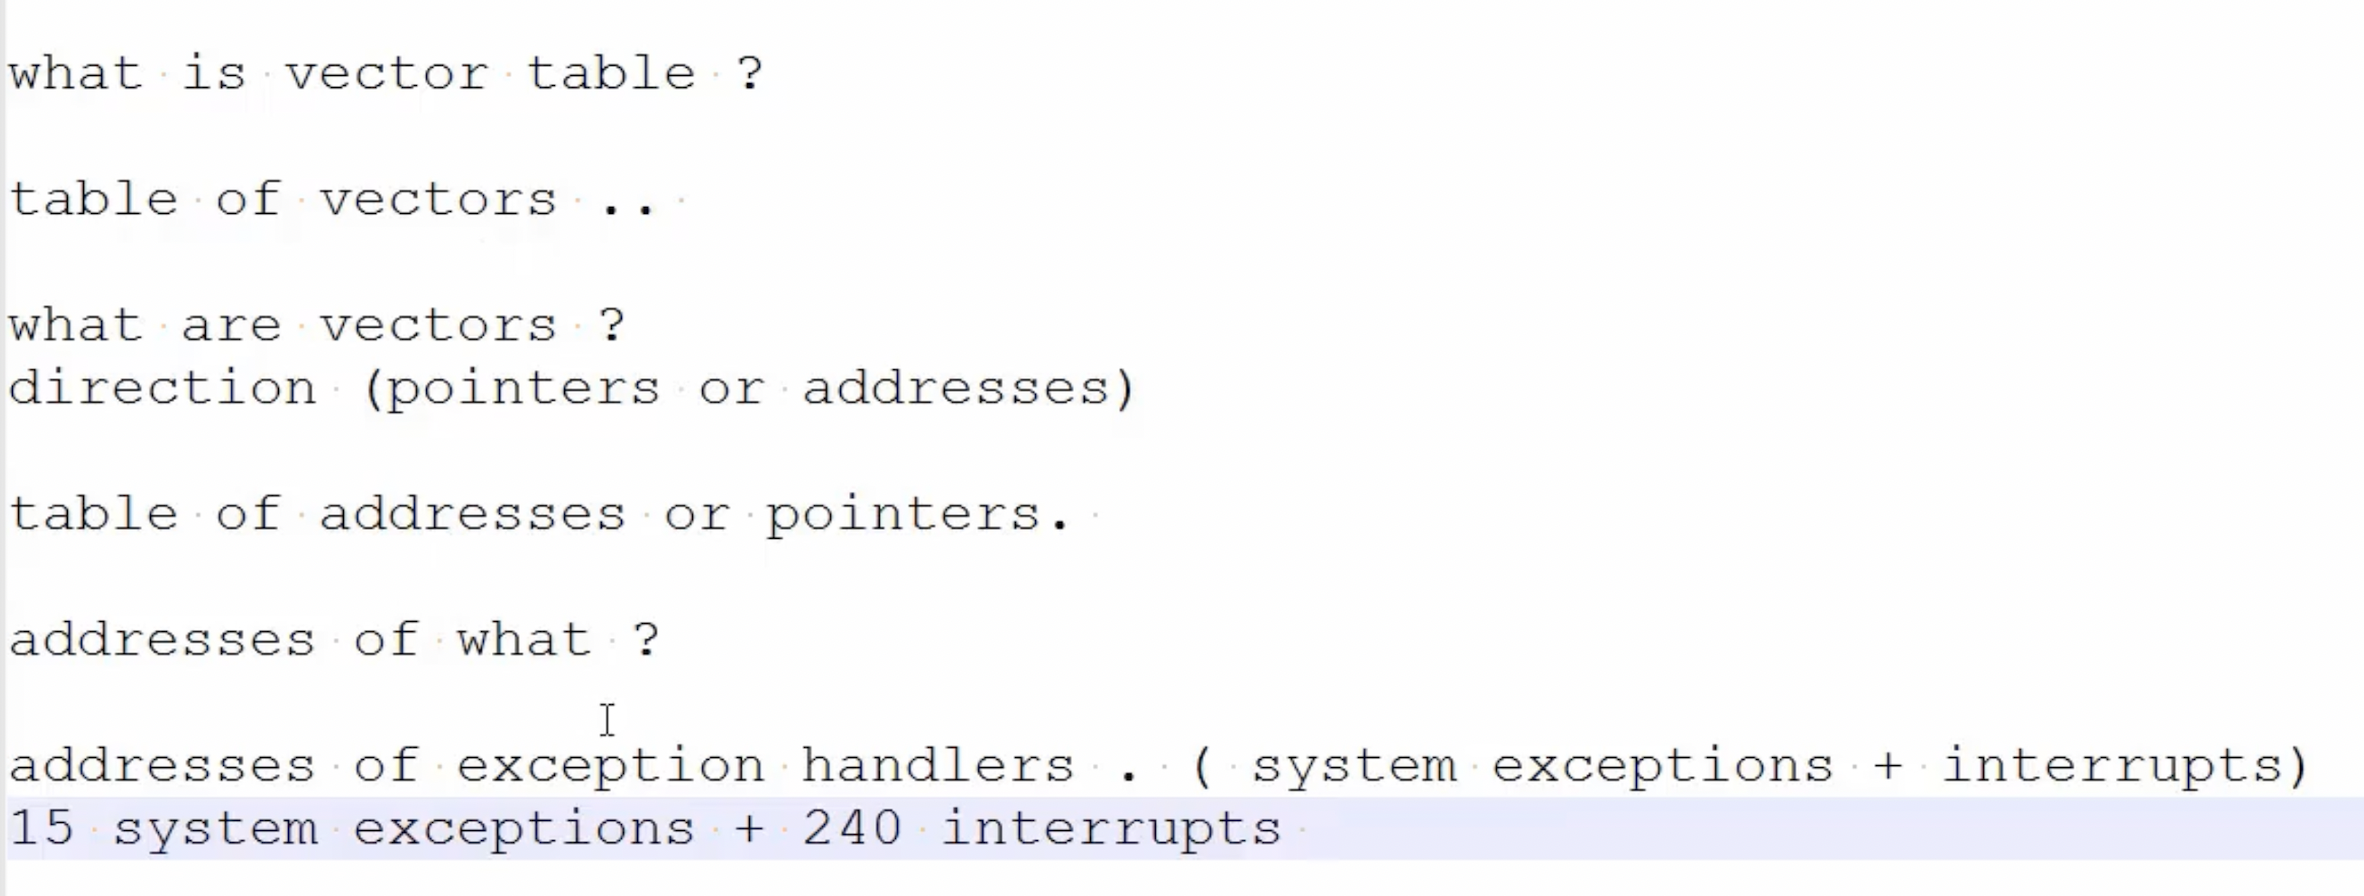 what is vector table ?
table of vectors ..
what are vectors ?
direction (pointers or addresses)
table of addresses or pointers.
addresses of what ?
addresses of exception handlers . ( system exceptions + interrupts)
15 system exceptions + 240 interrupts